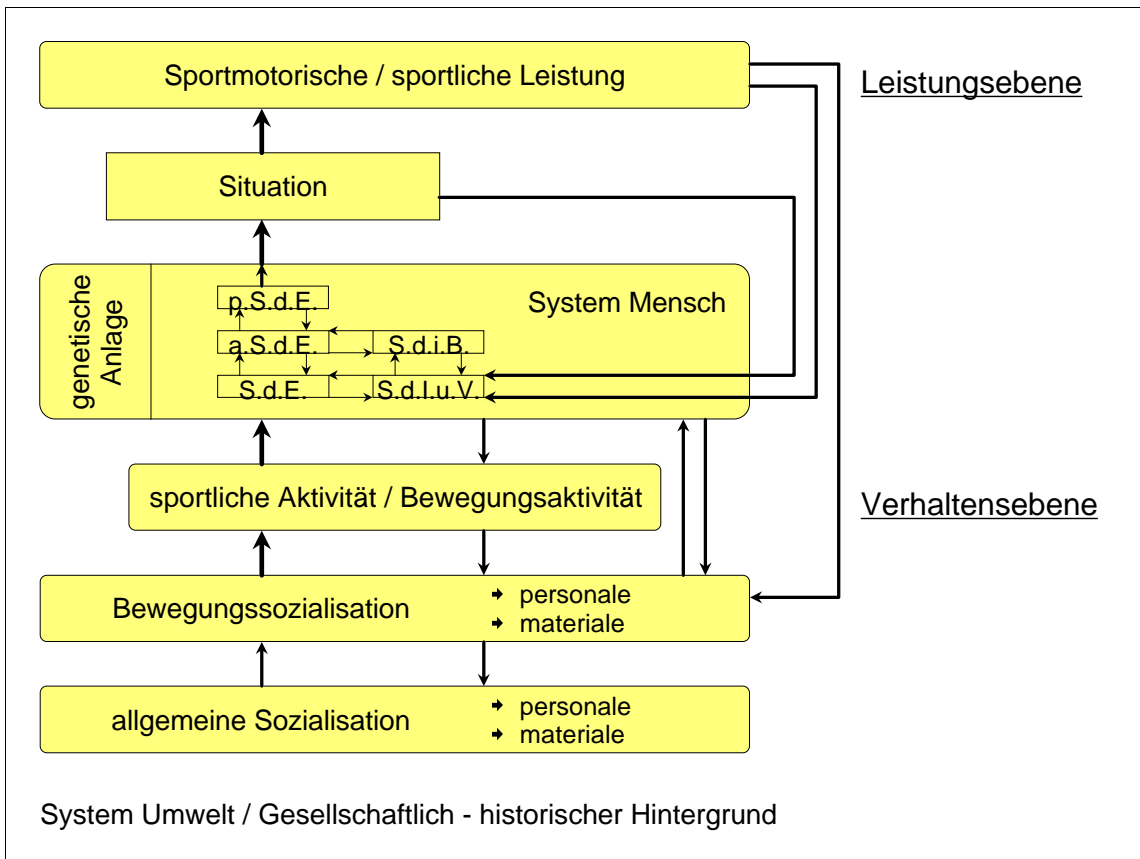 Sportmotorische / sportliche Leistung
Leistungsebene
Situation
genetische
Anlage
System Mensch
p.S.d.E.
a.S.d.E.
S.d.i.B.
S.d.E.
S.d.I.u.V.
sportliche Aktivität / Bewegungsaktivität
Verhaltensebene
Bewegungssozialisation
personale
materiale
allgemeine Sozialisation
personale
materiale
System Umwelt / Gesellschaftlich - historischer Hintergrund